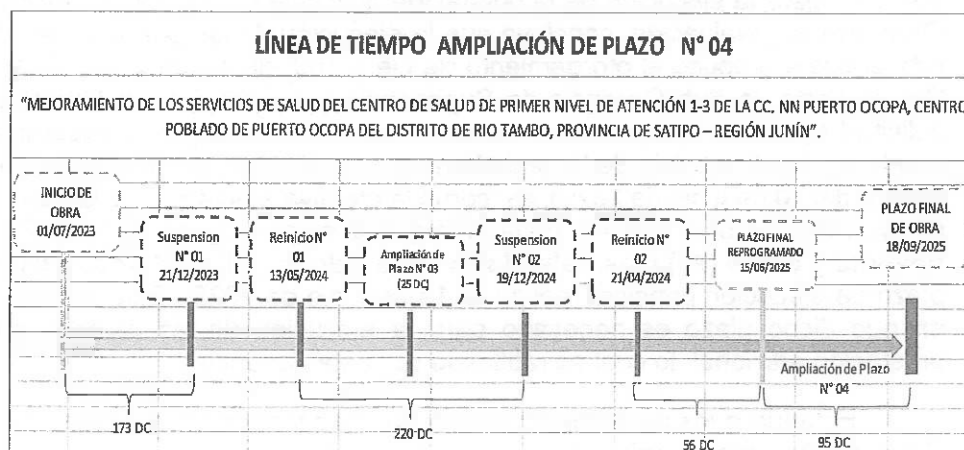 LÍNEA DE TIEMPO AMPLIACIÓN DE PLAZO N° 04
"MEJORAMIENTO DE LOS SERVICIOS DE SALUD DEL CENTRO DE SALUD DE PRIMER NIVEL DE ATENCIÓN 1-3 DE LA CC. NN PUERTO OCOPA, CENTRO
POBLADO DE PUERTO OCOPA DEL DISTRITO DE RIO TAMBO, PROVINCIA DE SATIPO – REGIÓN JUNÍN".
INICIO DE
OBRA
01/07/2023
Suspension
N° 01
21/12/2023
Reinicio N°
01
13/05/2024
Ampliación de
Plazo N° 03
(25 DC)
Suspension
N° 02
19/12/2024
Reinicio N°
02
21/04/2024
PLAZO FINAL
REPROGRAMADO
15/06/2025
PLAZO FINAL
DE OBRA
18/09/2025
Ampliación de Plazo
N° 04
173 DC
220 DC
56 DC
95 DC